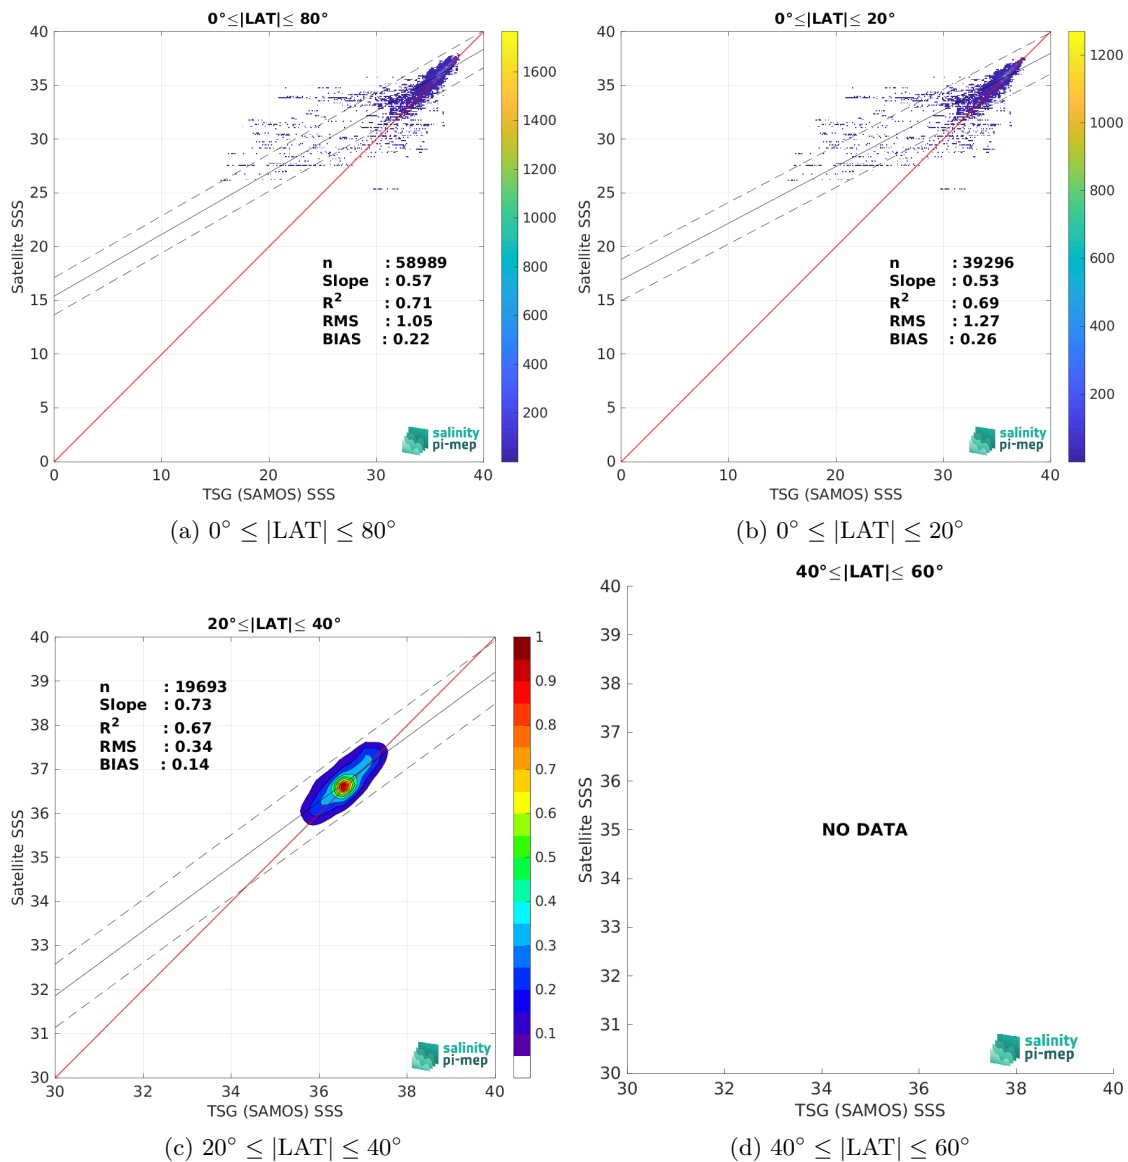 0°≤|LAT|≤ 80°
40
35
30
25
20
15
10
5
0
Satellite SSS
n : 58989
Slope : 0.57
R² : 0.71
RMS : 1.05
BIAS : 0.22
salinity
pi-mep
0 10 20 30 40
TSG (SAMOS) SSS
1600
1400
1200
1000
800
600
400
200
(a) 0° ≤ |LAT| ≤ 80°
0°≤|LAT|≤ 20°
40
35
30
25
20
15
10
5
0
Satellite SSS
n : 39296
Slope : 0.53
R² : 0.69
RMS : 1.27
BIAS : 0.26
salinity
pi-mep
0 10 20 30 40
TSG (SAMOS) SSS
1200
1000
800
600
400
200
(b) 0° ≤ |LAT| ≤ 20°
20°≤|LAT|≤ 40°
40
39
38
37
36
35
34
33
32
31
30
Satellite SSS
n : 19693
Slope : 0.73
R² : 0.67
RMS : 0.34
BIAS : 0.14
salinity
pi-mep
30 32 34 36 38 40
TSG (SAMOS) SSS
1
0.9
0.8
0.7
0.6
0.5
0.4
0.3
0.2
0.1
(c) 20° ≤ |LAT| ≤ 40°
40°≤|LAT|≤ 60°
40
39
38
37
36
35
34
33
32
31
30
Satellite SSS
NO DATA
salinity
pi-mep
30 32 34 36 38 40
TSG (SAMOS) SSS
(d) 40° ≤ |LAT| ≤ 60°